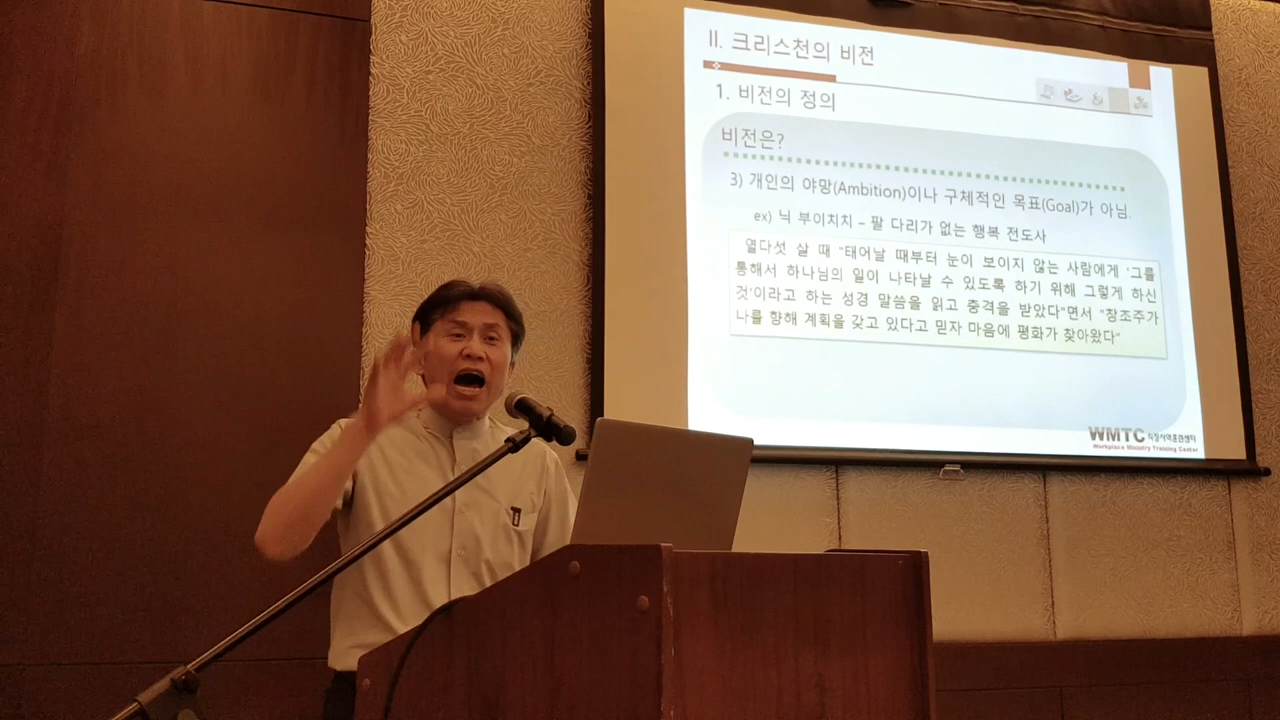 II. 크리스천의 비전
1. 비전의 정의
비전은?
3) 개인의 야망(Ambition)이나 구체적인 목표(Goal)가 아님.
ex) 닉 부이치치 – 팔 다리가 없는 행복 전도사
열다섯 살 때 "태어날 때부터 눈이 보이지 않는 사람에게 '그를
통해서 하나님의 일이 나타날 수 있도록 하기 위해 그렇게 하신
것'이라고 하는 성경 말씀을 읽고 충격을 받았다"면서 "창조주가
나를 향해 계획을 갖고 있다고 믿자 마음에 평화가 찾아왔다"
WMTC 직장사역훈련센터
Workplace Ministry Training Center